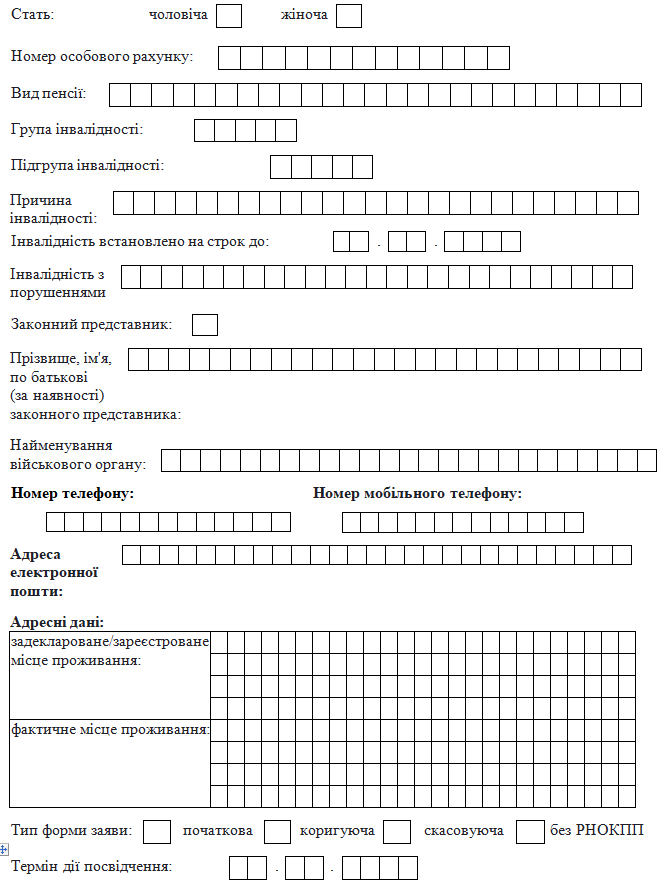 Стать: чоловіча жіноча
Номер особового рахунку:
Вид пенсії:
Група інвалідності:
Підгрупа інвалідності:
Причина
інвалідності:
Інвалідність встановлено на строк до: . .
Інвалідність з
порушеннями
Законний представник:
Прізвище, ім'я,
по батькові
(за наявності)
законного представника:
Найменування
військового органу:
Номер телефону: Номер мобільного телефону:
Адреса
електронної
пошти:
Адресні дані:
задеклароване/зареєстроване
місце проживання:
фактичне місце проживання:
Тип форми заяви: початкова коригуюча скасовуюча без РНОКПП
Термін дії посвідчення: . .